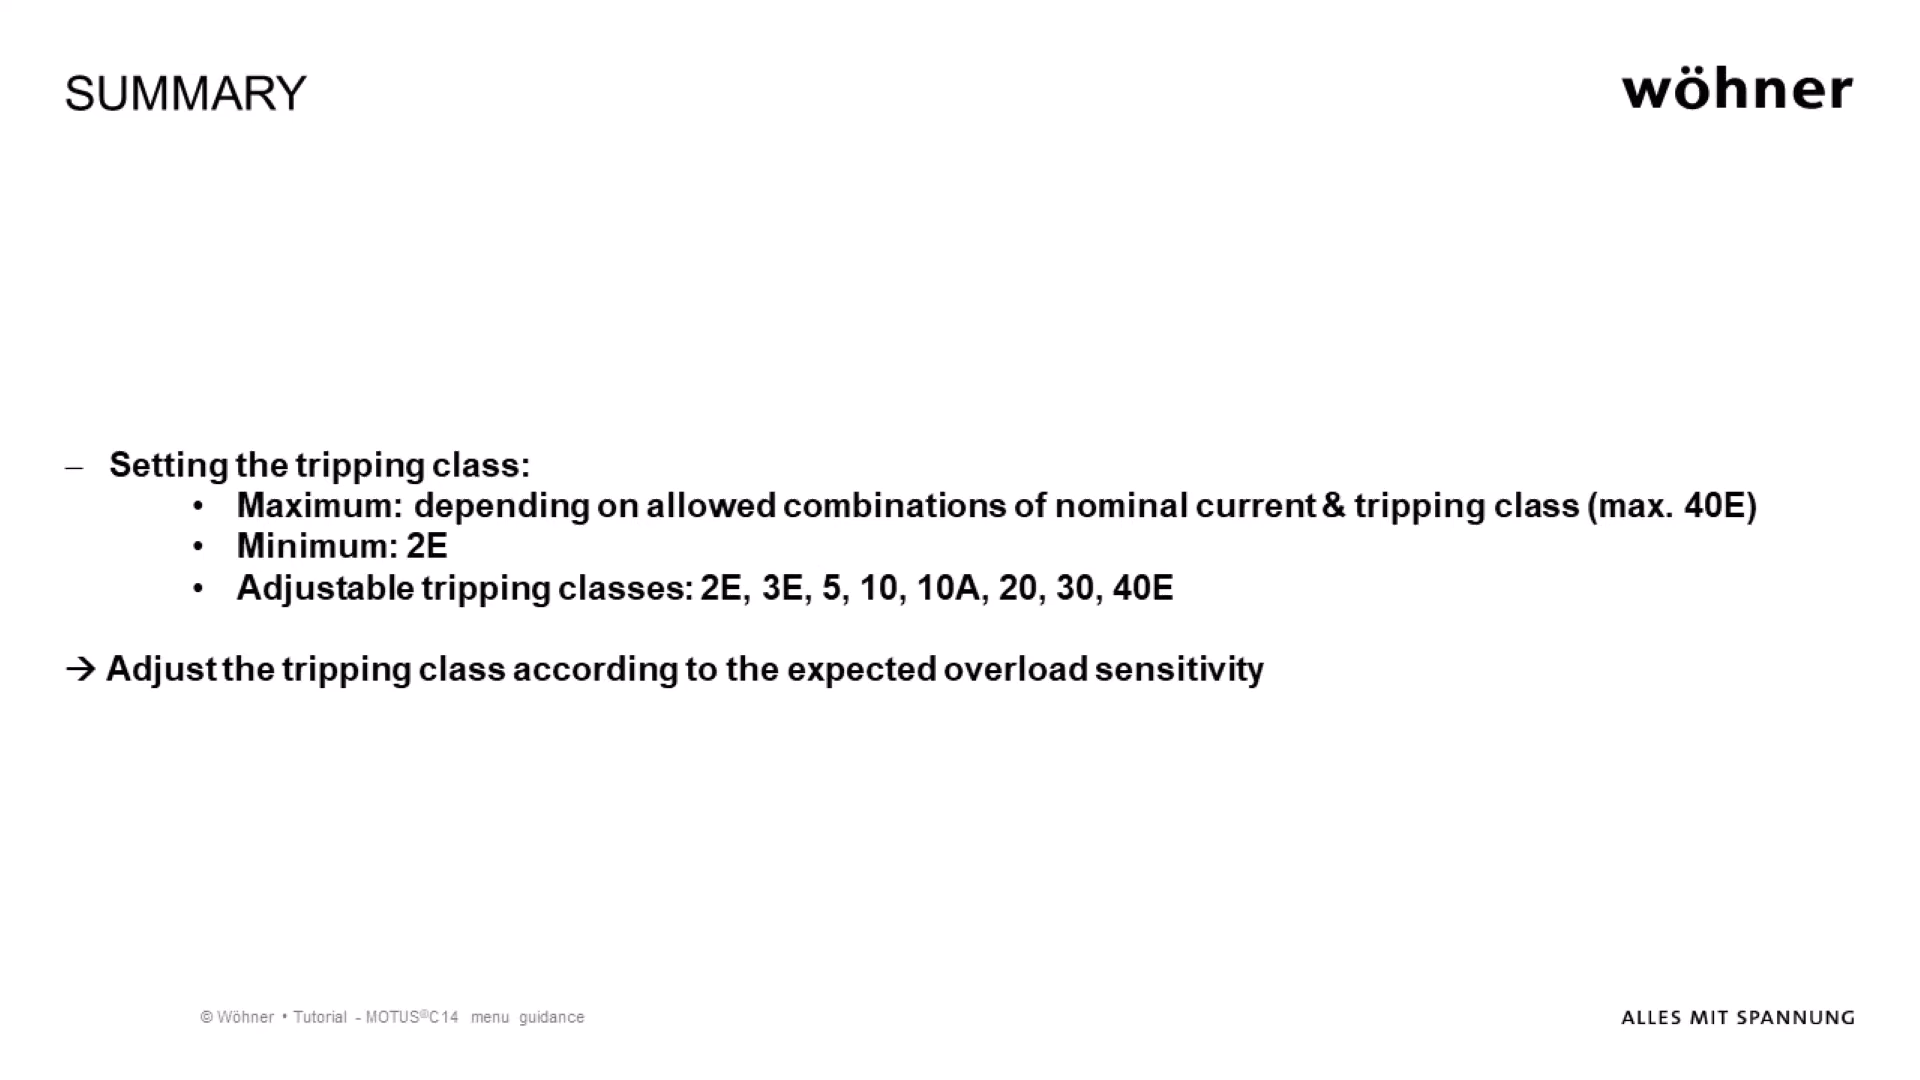 SUMMARY
wöhner
– Setting the tripping class:
• Maximum: depending on allowed combinations of nominal current & tripping class (max. 40E)
• Minimum: 2E
• Adjustable tripping classes: 2E, 3E, 5, 10, 10A, 20, 30, 40E
→ Adjust the tripping class according to the expected overload sensitivity
© Wöhner • Tutorial - MOTUS®C14 menu guidance
ALLES MIT SPANNUNG